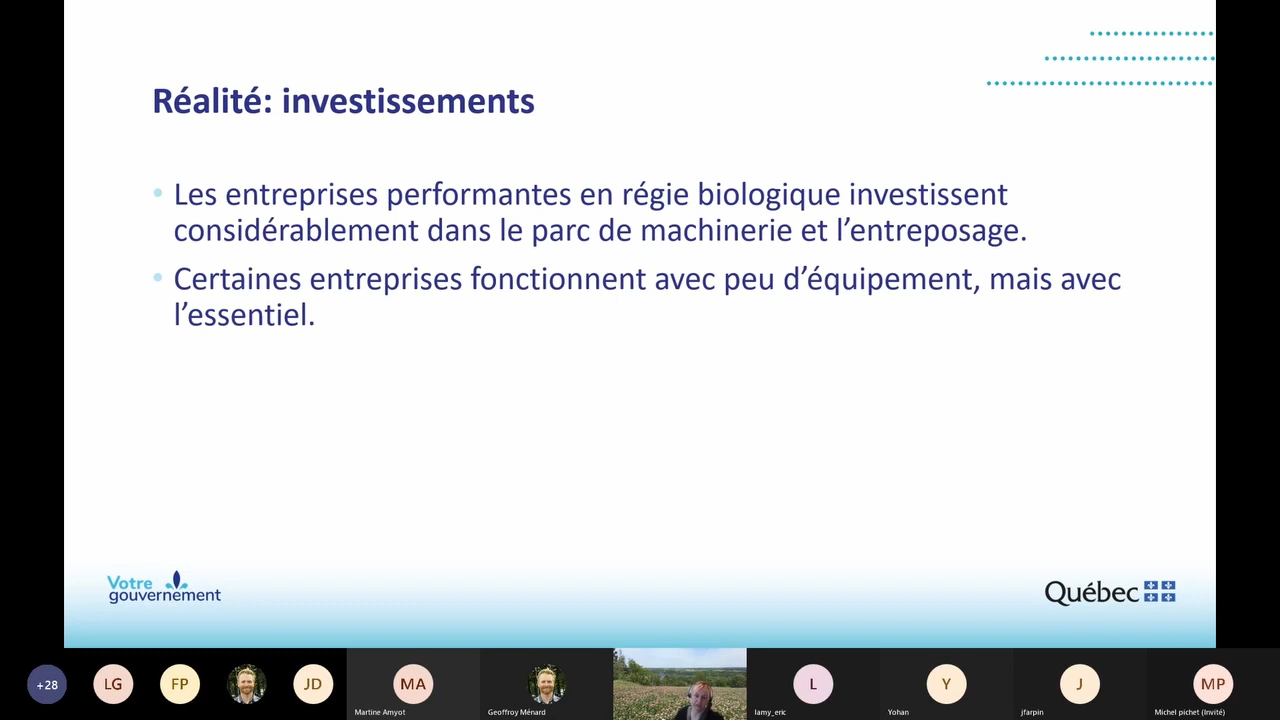 Réalité: investissements
• Les entreprises performantes en régie biologique investissent
considérablement dans le parc de machinerie et l’entreposage.
• Certaines entreprises fonctionnent avec peu d’équipement, mais avec
l’essentiel.
Votre
gouvernement
Québec
+28
LG
FP
JD
MA
Martine Amyot
Geoffroy Ménard
L
lamy_eric
Y
Yohan
J
jfarpin
MP
Michel pichet (Invité)